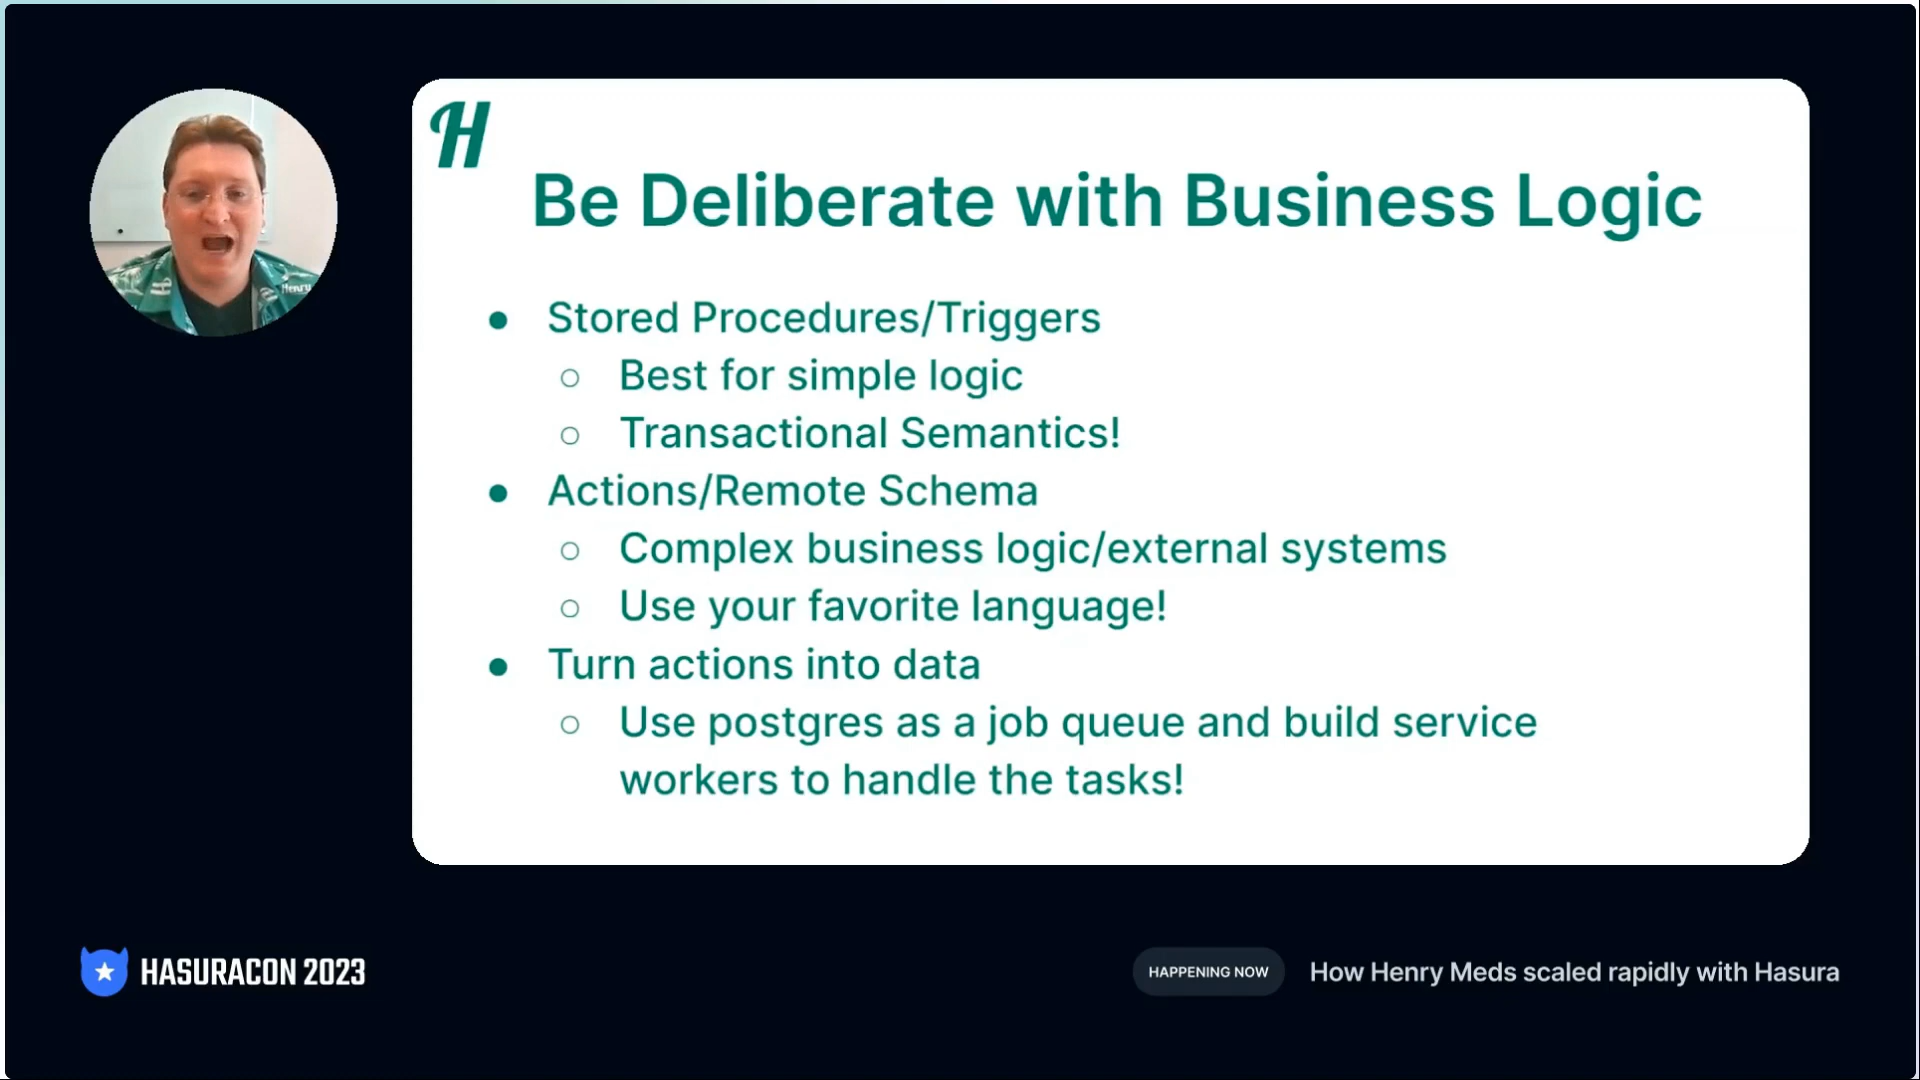 H
Be Deliberate with Business Logic
● Stored Procedures/Triggers
○ Best for simple logic
○ Transactional Semantics!
● Actions/Remote Schema
○ Complex business logic/external systems
○ Use your favorite language!
● Turn actions into data
○ Use postgres as a job queue and build service
workers to handle the tasks!
Henry
HASURACON 2023
HAPPENING NOW
How Henry Meds scaled rapidly with Hasura